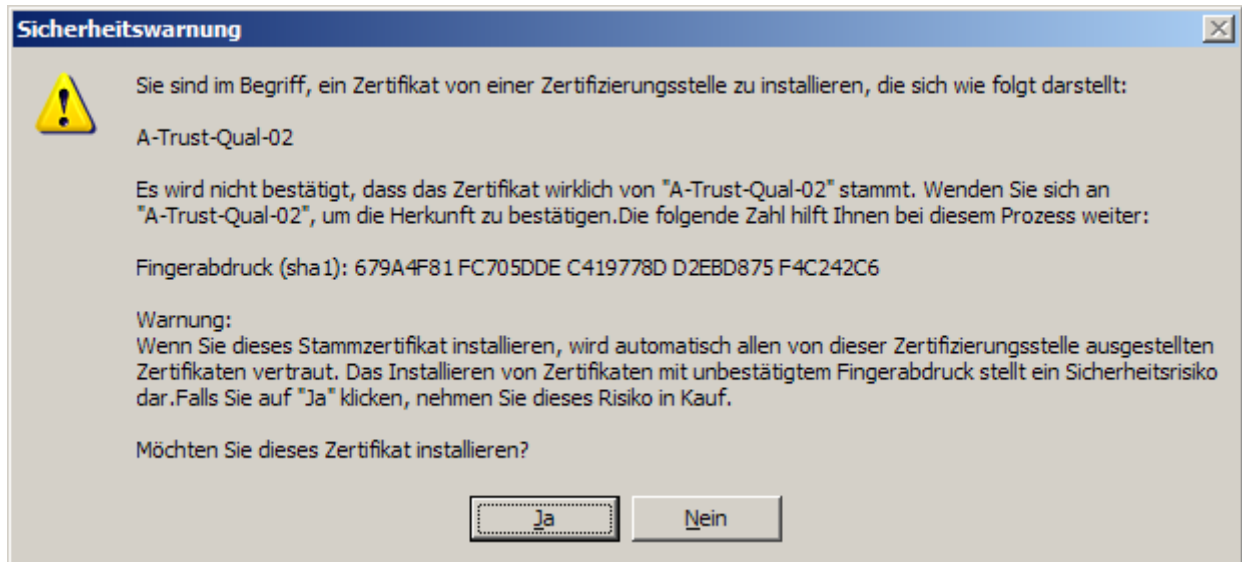 Sicherheitswarnung
Sie sind im Begriff, ein Zertifikat von einer Zertifizierungsstelle zu installieren, die sich wie folgt darstellt:
A-Trust-Qual-02
Es wird nicht bestätigt, dass das Zertifikat wirklich von "A-Trust-Qual-02" stammt. Wenden Sie sich an
"A-Trust-Qual-02", um die Herkunft zu bestätigen.Die folgende Zahl hilft Ihnen bei diesem Prozess weiter:
Fingerabdruck (sha1): 679A4F81 FC705DDE C419778D D2EBD875 F4C242C6
Warnung:
Wenn Sie dieses Stammzertifikat installieren, wird automatisch allen von dieser Zertifizierungsstelle ausgestellten
Zertifikaten vertraut. Das Installieren von Zertifikaten mit unbestätigtem Fingerabdruck stellt ein Sicherheitsrisiko
dar.Falls Sie auf "Ja" klicken, nehmen Sie dieses Risiko in Kauf.
Möchten Sie dieses Zertifikat installieren?
Ja Nein